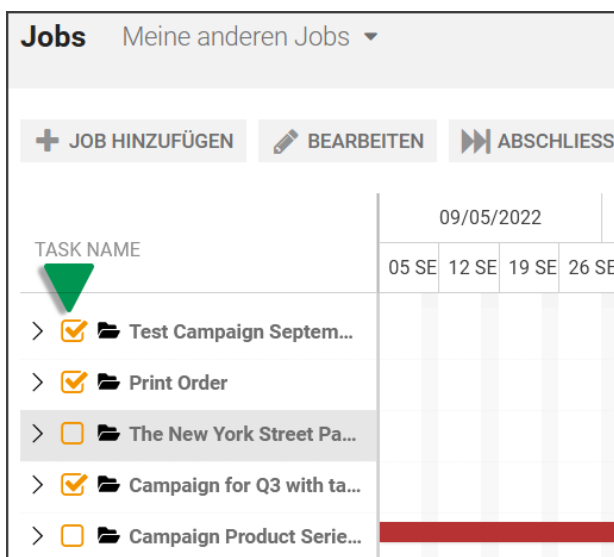 Jobs Meine anderen Jobs
JOB HINZUFÜGEN BEARBEITEN ABSCHLIESS
09/05/2022
TASK NAME
05 SE 12 SE 19 SE 26 SE
Test Campaign Septem...
Print Order
The New York Street Pa...
Campaign for Q3 with ta...
Campaign Product Serie...